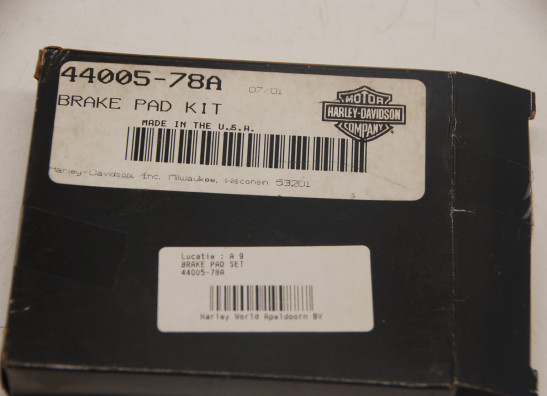 44005-78A 07/01
BRAKE PAD KIT
MADE IN THE U.S.A.
MOTOR
HARLEY-DAVIDSON
COMPANY
Harley-Davidson, Inc. Milwaukee, Wisconsin 53201
Lucatie : A 9
BRAKE PAD SET
44005-78A
Harley World Apeldoorn BV